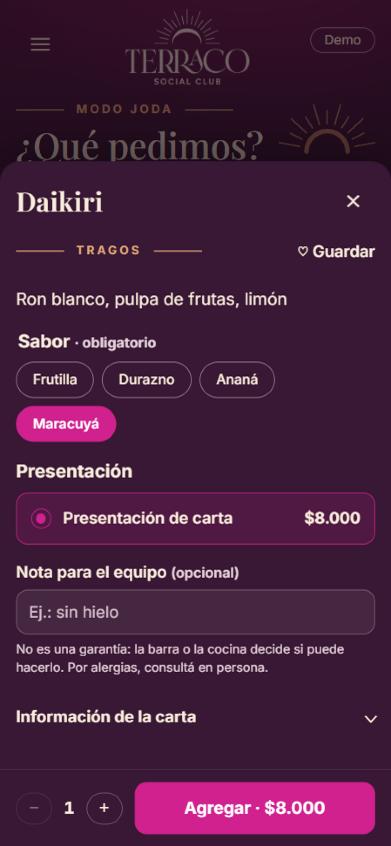 TERRACO
SOCIAL CLUB
Demo
MODO JODA
¿Qué pedimos?
Daikiri
TRAGOS
Guardar
Ron blanco, pulpa de frutas, limón
Sabor · obligatorio
Frutilla
Durazno
Ananá
Maracuyá
Presentación
Presentación de carta
$8.000
Nota para el equipo (opcional)
Ej.: sin hielo
No es una garantía: la barra o la cocina decide si puede
hacerlo. Por alergias, consultá en persona.
Información de la carta
− 1 +
Agregar · $8.000